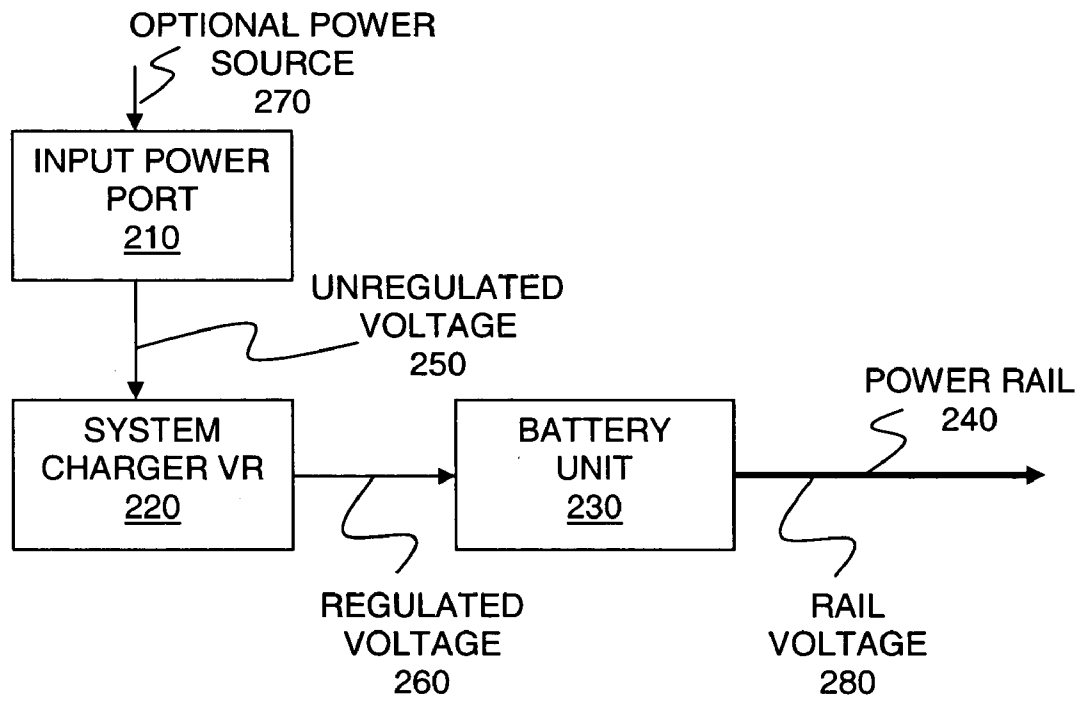 OPTIONAL POWER
SOURCE
270
INPUT POWER
PORT
210
UNREGULATED
VOLTAGE
250
SYSTEM
CHARGER VR
220
BATTERY
UNIT
230
POWER RAIL
240
REGULATED
VOLTAGE
260
RAIL
VOLTAGE
280